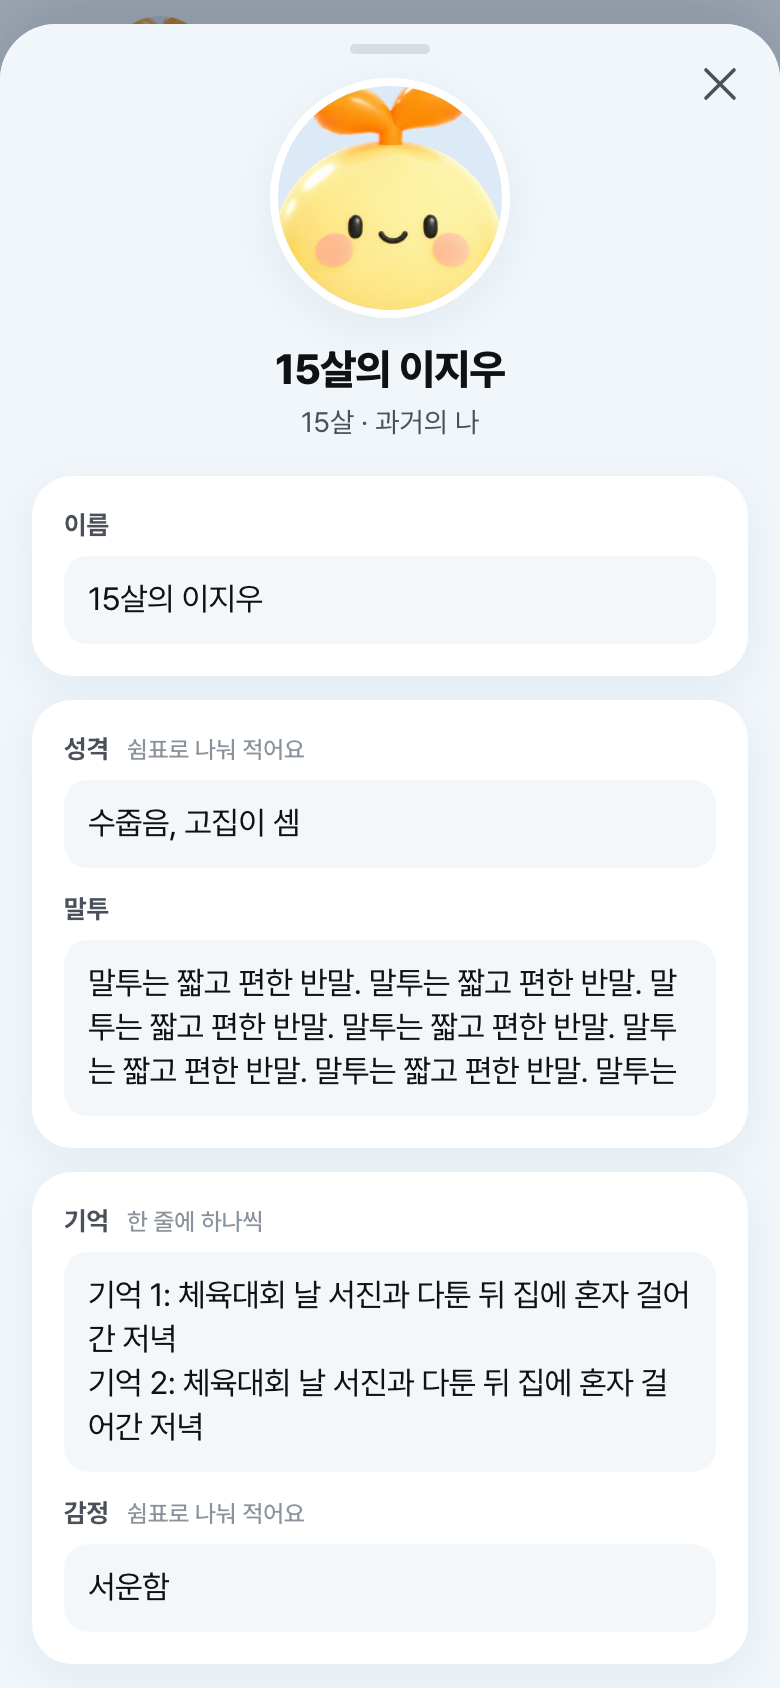 15살의 이지우
15살 · 과거의 나
이름
15살의 이지우
성격 쉼표로 나눠 적어요
수줍음, 고집이 셈
말투
말투는 짧고 편한 반말. 말투는 짧고 편한 반말. 말
투는 짧고 편한 반말. 말투는 짧고 편한 반말. 말투
는 짧고 편한 반말. 말투는 짧고 편한 반말. 말투는
기억 한 줄에 하나씩
기억 1: 체육대회 날 서진과 다툰 뒤 집에 혼자 걸어
간 저녁
기억 2: 체육대회 날 서진과 다툰 뒤 집에 혼자 걸
어간 저녁
감정 쉼표로 나눠 적어요
서운함